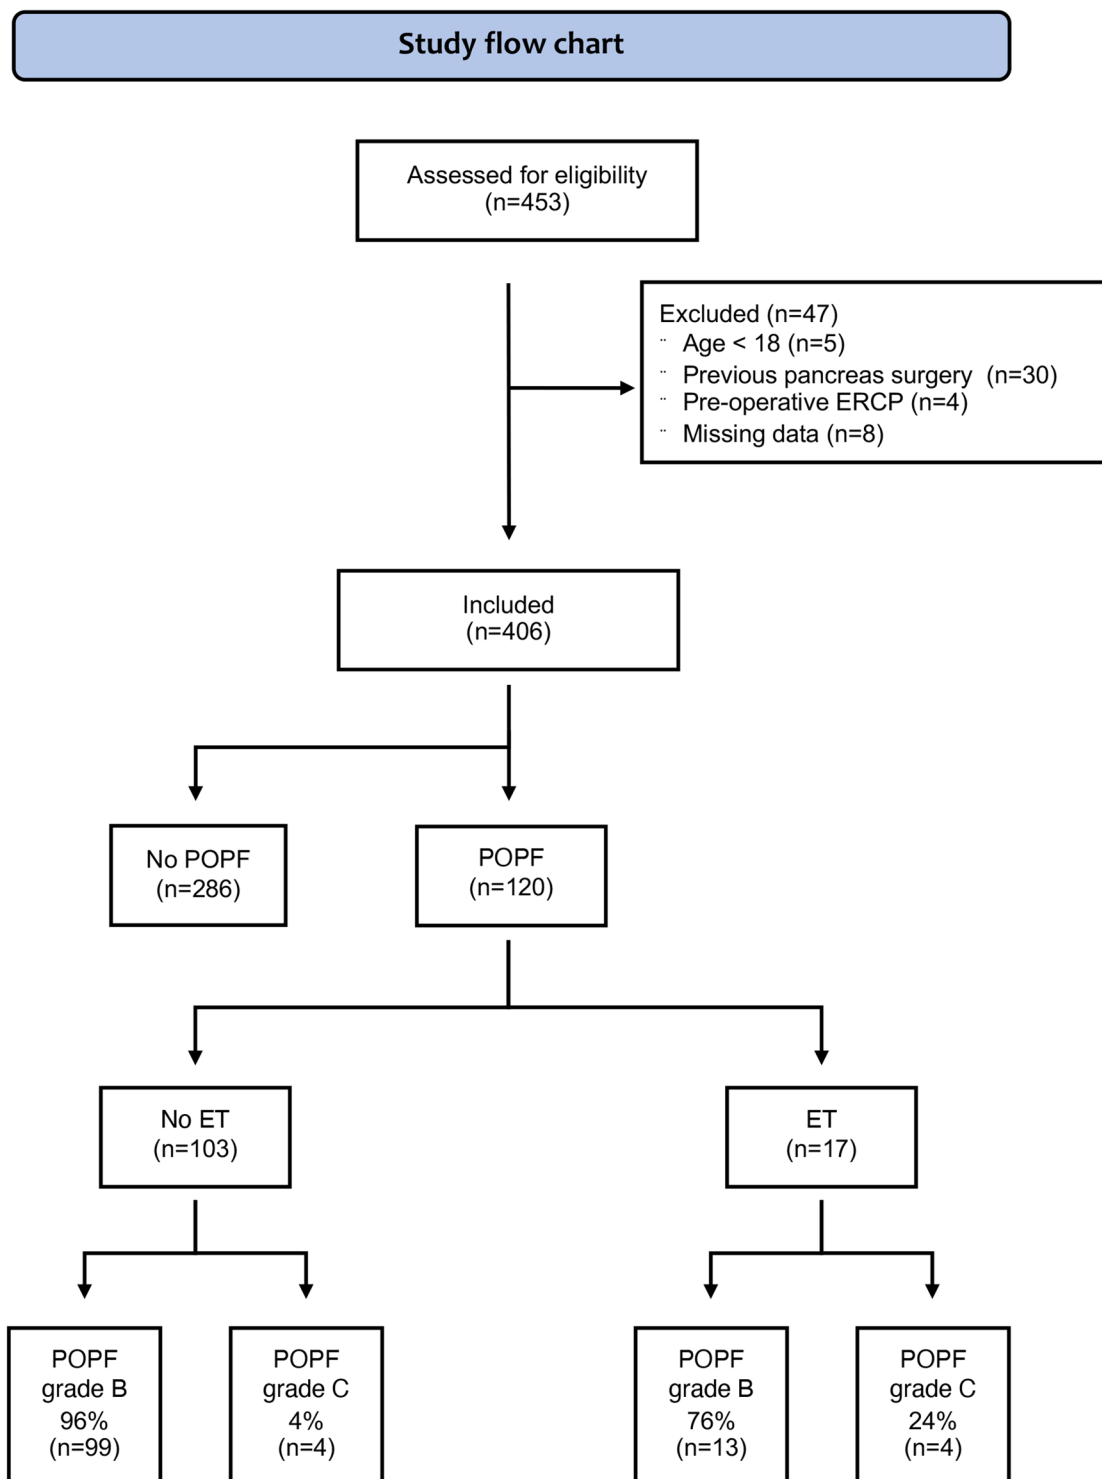 Study flow chart
Assessed for eligibility
(n=453)
Excluded (n=47)
¨ Age < 18 (n=5)
¨ Previous pancreas surgery (n=30)
¨ Pre-operative ERCP (n=4)
¨ Missing data (n=8)
Included
(n=406)
No POPF
(n=286)
POPF
(n=120)
No ET
(n=103)
ET
(n=17)
POPF
grade B
96%
(n=99)
POPF
grade C
4%
(n=4)
POPF
grade B
76%
(n=13)
POPF
grade C
24%
(n=4)